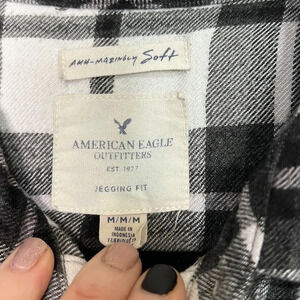 AHH-MAZINGLY Soft
AMERICAN EAGLE
OUTFITTERS
EST. 1977
JEGGING FIT
M/M/M
MADE IN
INDONESIA